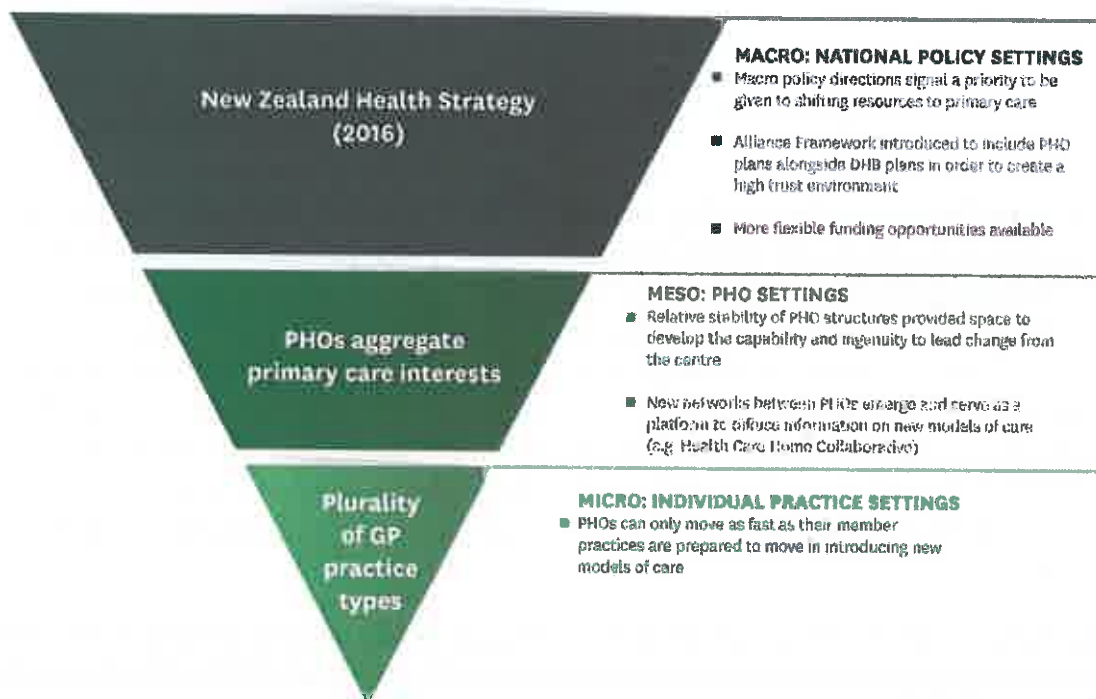 New Zealand Health Strategy
(2016)
MACRO: NATIONAL POLICY SETTINGS
Macro policy directions signal a priority to be
given to shifting resources to primary care
Alliance Framework introduced to include PHO
plans alongside DHB plans in order to create a
high trust environment
More flexible funding opportunities available
PHOs aggregate
primary care interests
MESO: PHO SETTINGS
Relative stability of PHO structures provided space to
develop the capability and ingenuity to lead change from
the centre
New networks between PHOs emerge and serve as a
platform to diffuse information on new models of care
(e.g. Health Care Home Collaborative)
Plurality
of GP
practice
types
MICRO: INDIVIDUAL PRACTICE SETTINGS
PHOs can only move as fast as their member
practices are prepared to move in introducing new
models of care